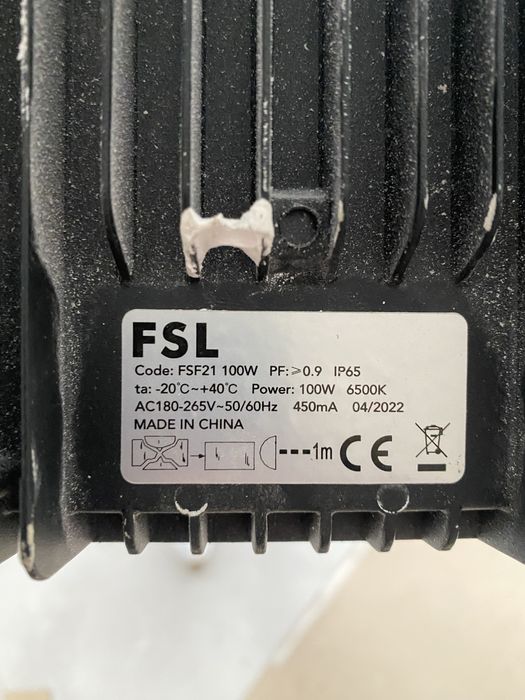 FSL
Code: FSF21 100W PF:≥0.9 IP65
ta: -20℃~+40℃ Power: 100W 6500K
AC180-265V~50/60Hz 450mA 04/2022
MADE IN CHINA
1m CE